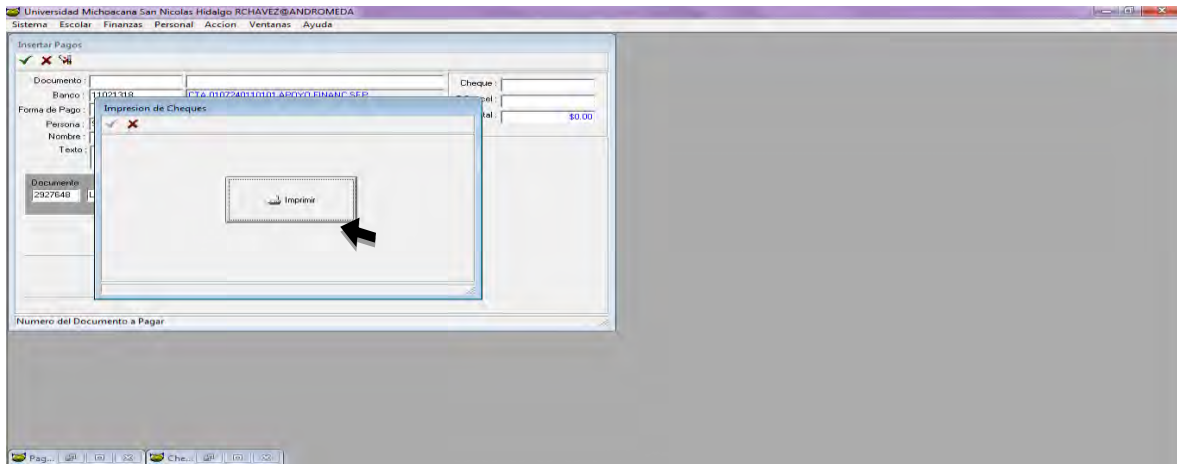 Universidad Michoacana San Nicolas Hidalgo RCHAVEZ@ANDROMEDA
Sistema Escolar Finanzas Personal Accion Ventanas Ayuda
Insertar Pagos
Documento :
Cheque :
Banco : 11021318 CTA 0107240110101 APOYO FINANC SEP
Forma de Pago :
Persona :
tal : $0.00
Nombre :
Texto :
Impresion de Cheques
Imprimir
Documento
2927648
Numero del Documento a Pagar
Pag...
Che...